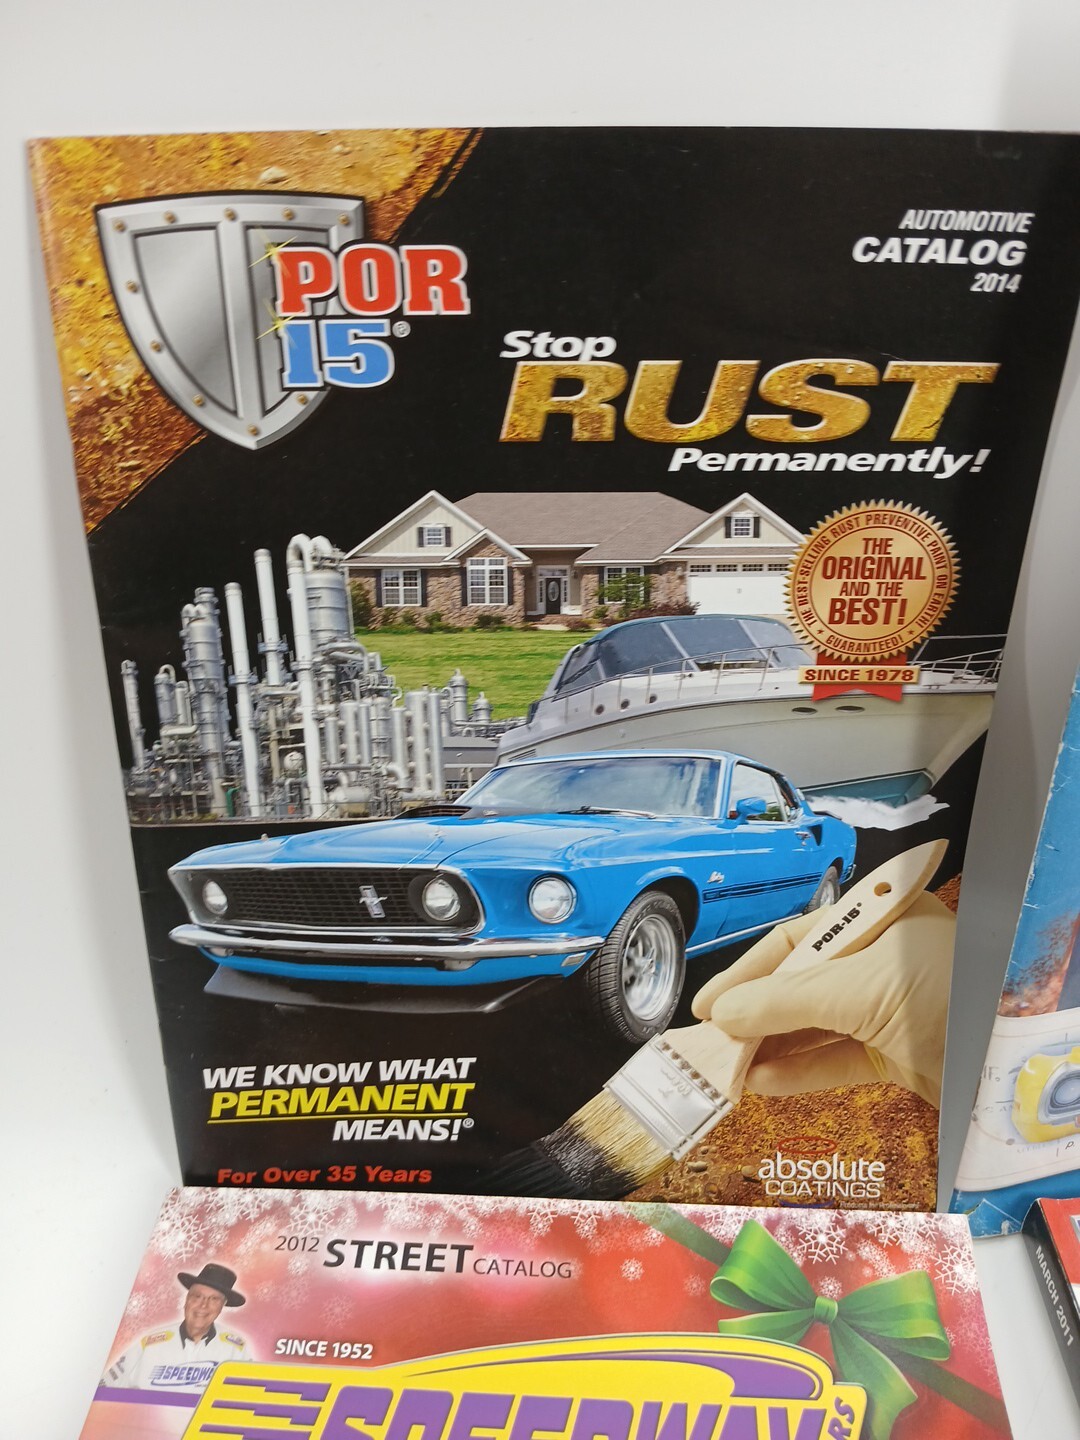 POR
15®
AUTOMOTIVE
CATALOG
2014
Stop
RUST
Permanently!
THE BEST-SELLING RUST PREVENTIVE PAINT ON EARTH!
THE
ORIGINAL
AND THE
BEST!
GUARANTEED!
SINCE 1978
POR-15®
WE KNOW WHAT
PERMANENT
MEANS!®
For Over 35 Years
absolute
COATINGS
2012 STREET CATALOG
SINCE 1952
SPEEDWAY
MARCH 2011